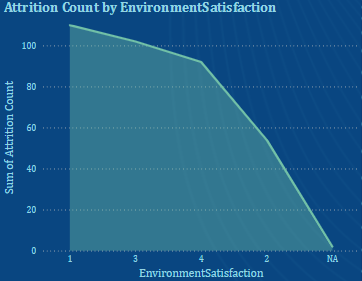 Attrition Count by EnvironmentSatisfaction
Sum of Attrition Count
100
80
60
40
20
0
1 3 4 2 NA
EnvironmentSatisfaction